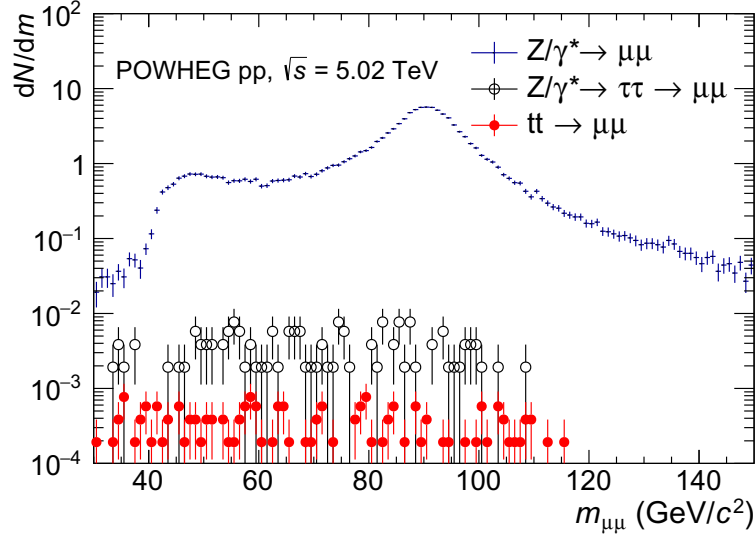 dN/dm
10²
10
1
10⁻¹
10⁻²
10⁻³
10⁻⁴
POWHEG pp, √s = 5.02 TeV
Z/γ*→ μμ
Z/γ*→ ττ → μμ
tt → μμ
40 60 80 100 120 140
m_μμ (GeV/c²)